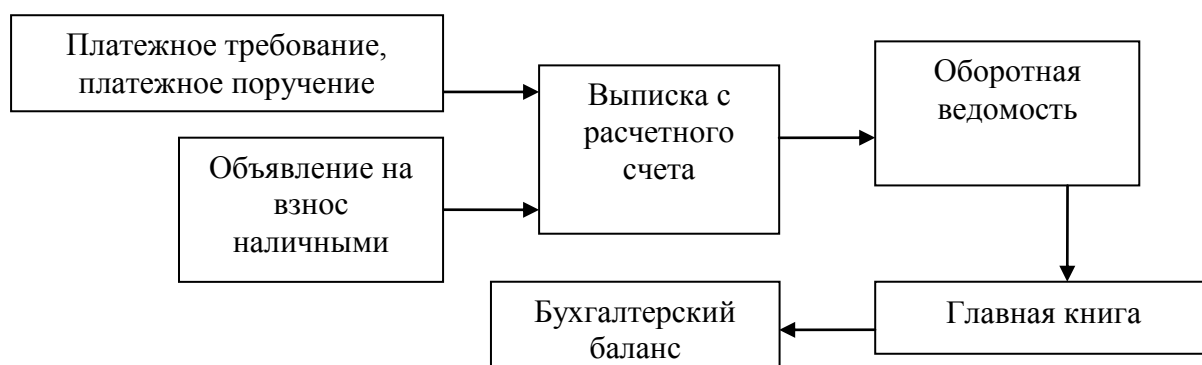 Платежное требование,
платежное поручение
Объявление на
взнос
наличными
Выписка с
расчетного
счета
Оборотная
ведомость
Главная книга
Бухгалтерский
баланс